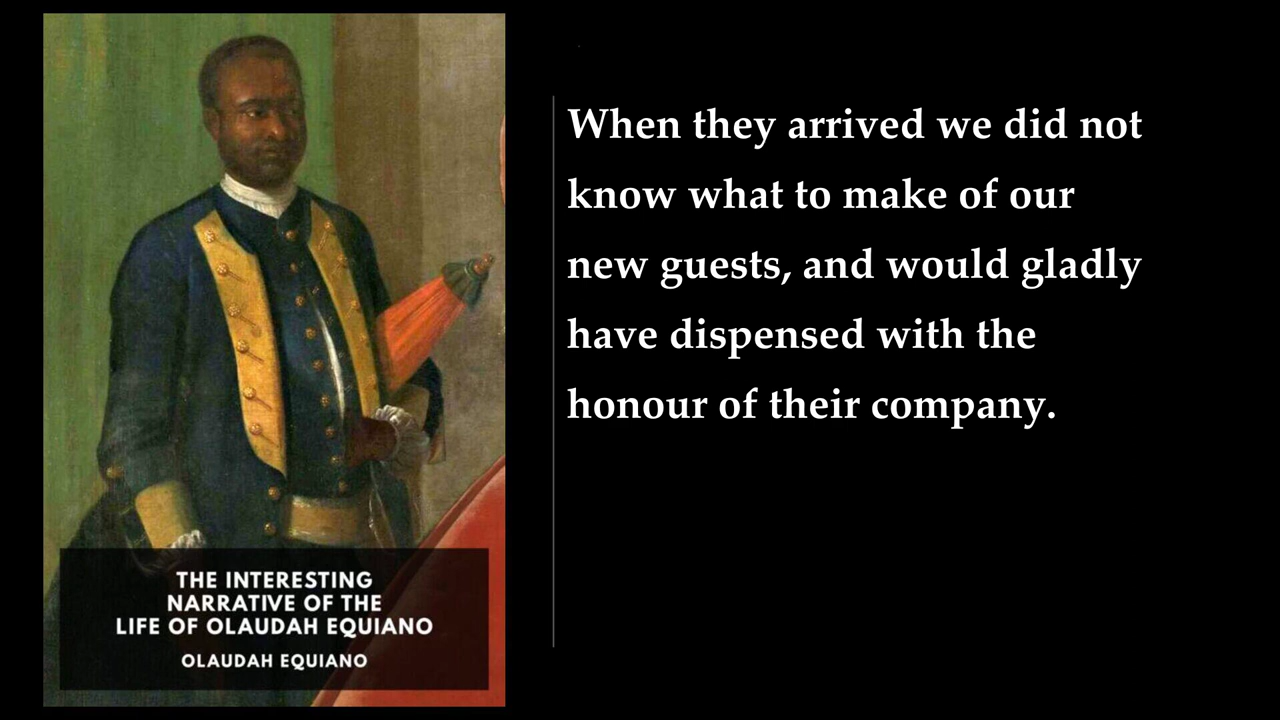 THE INTERESTING
NARRATIVE OF THE
LIFE OF OLAUDAH EQUIANO
OLAUDAH EQUIANO
When they arrived we did not
know what to make of our
new guests, and would gladly
have dispensed with the
honour of their company.